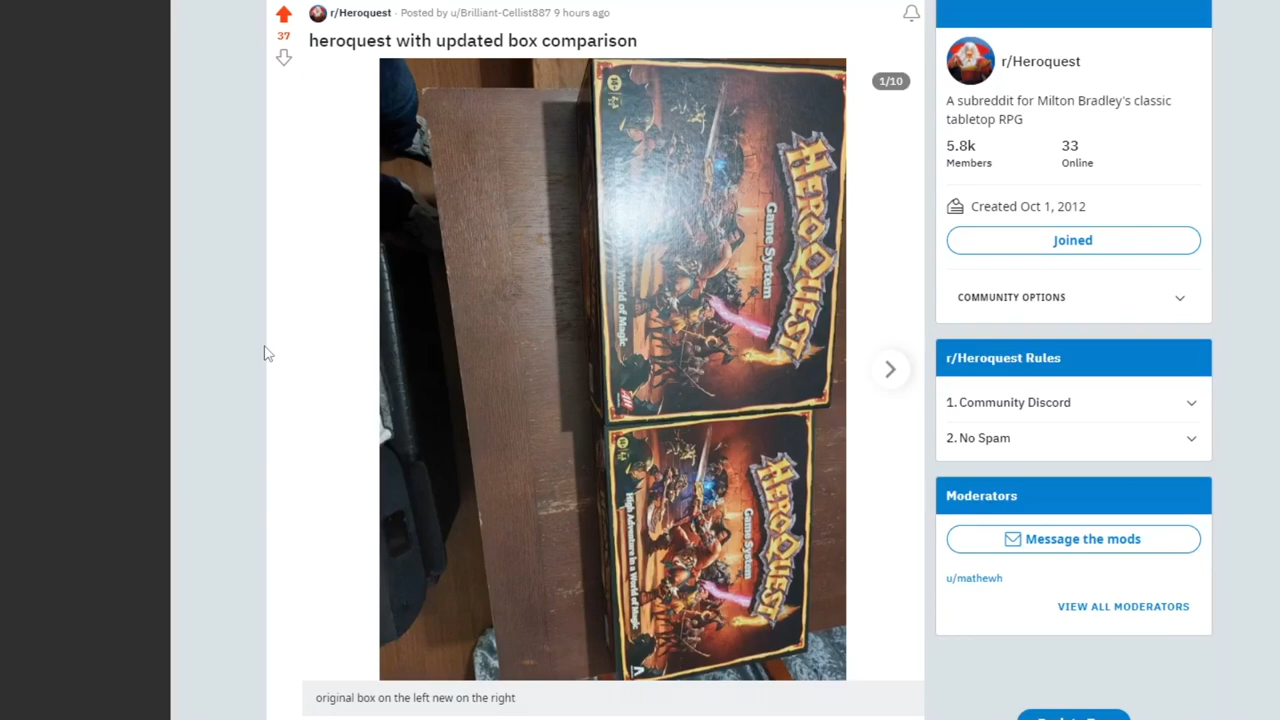 r/Heroquest · Posted by u/Brilliant-Cellist887 9 hours ago
37
heroquest with updated box comparison
1/10
HEROQUEST
Game System
World of Magic
HEROQUEST
Game System
High Adventure in a World of Magic
original box on the left new on the right
r/Heroquest
A subreddit for Milton Bradley's classic
tabletop RPG
5.8k
33
Members
Online
Created Oct 1, 2012
Joined
COMMUNITY OPTIONS
r/Heroquest Rules
1. Community Discord
2. No Spam
Moderators
Message the mods
u/mathewh
VIEW ALL MODERATORS